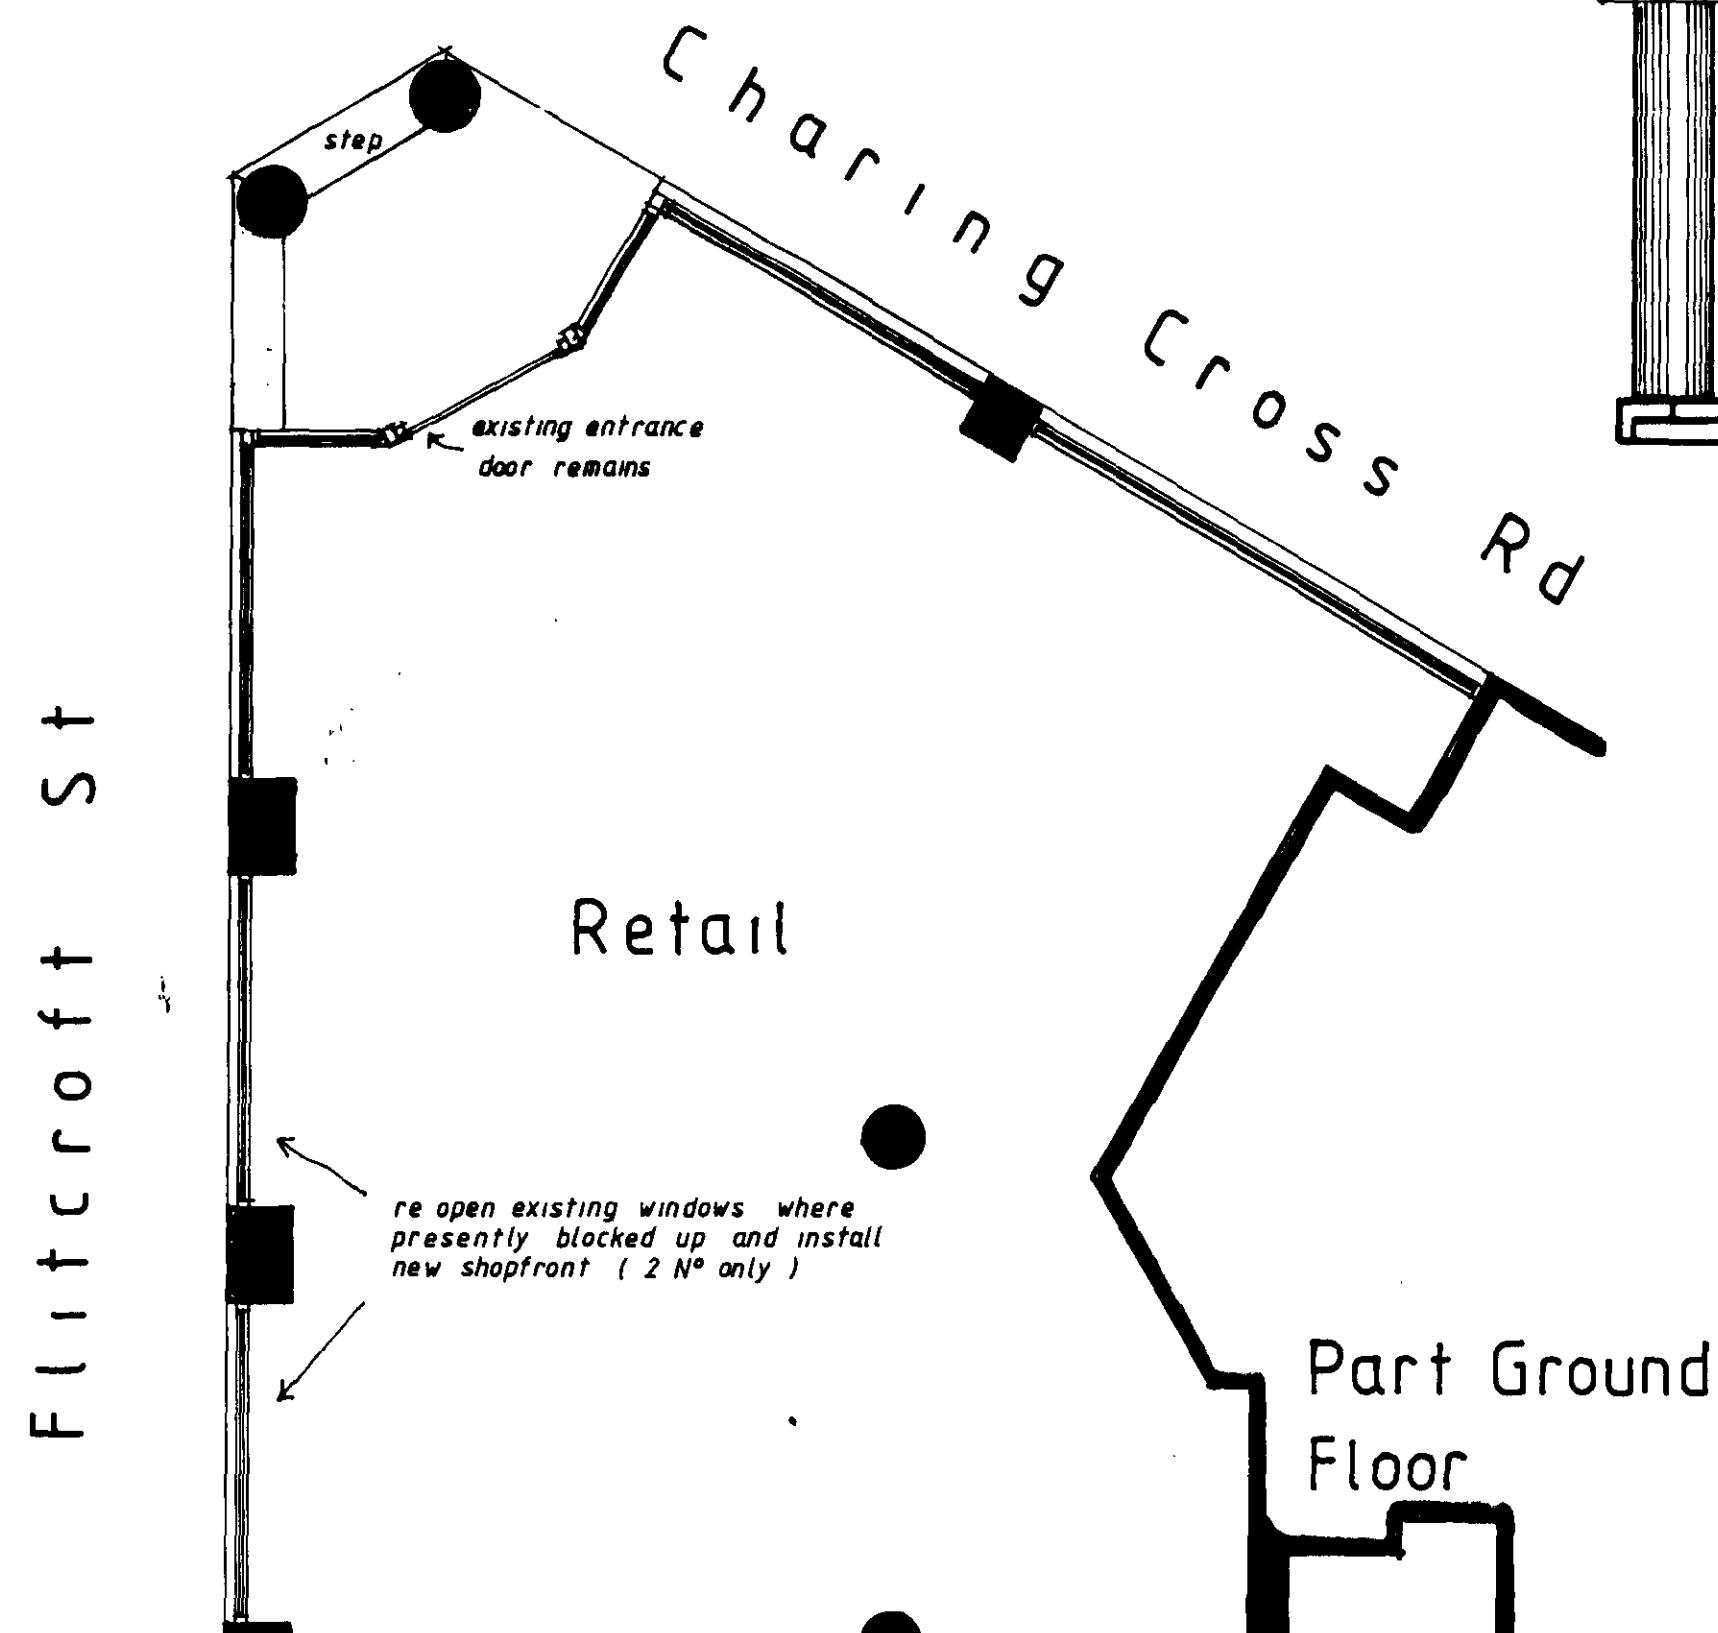 Charing Cross Rd
step
existing entrance
door remains
Flitcroft St
Retail
re open existing windows where
presently blocked up and install
new shopfront ( 2 Nº only )
Part Ground
Floor